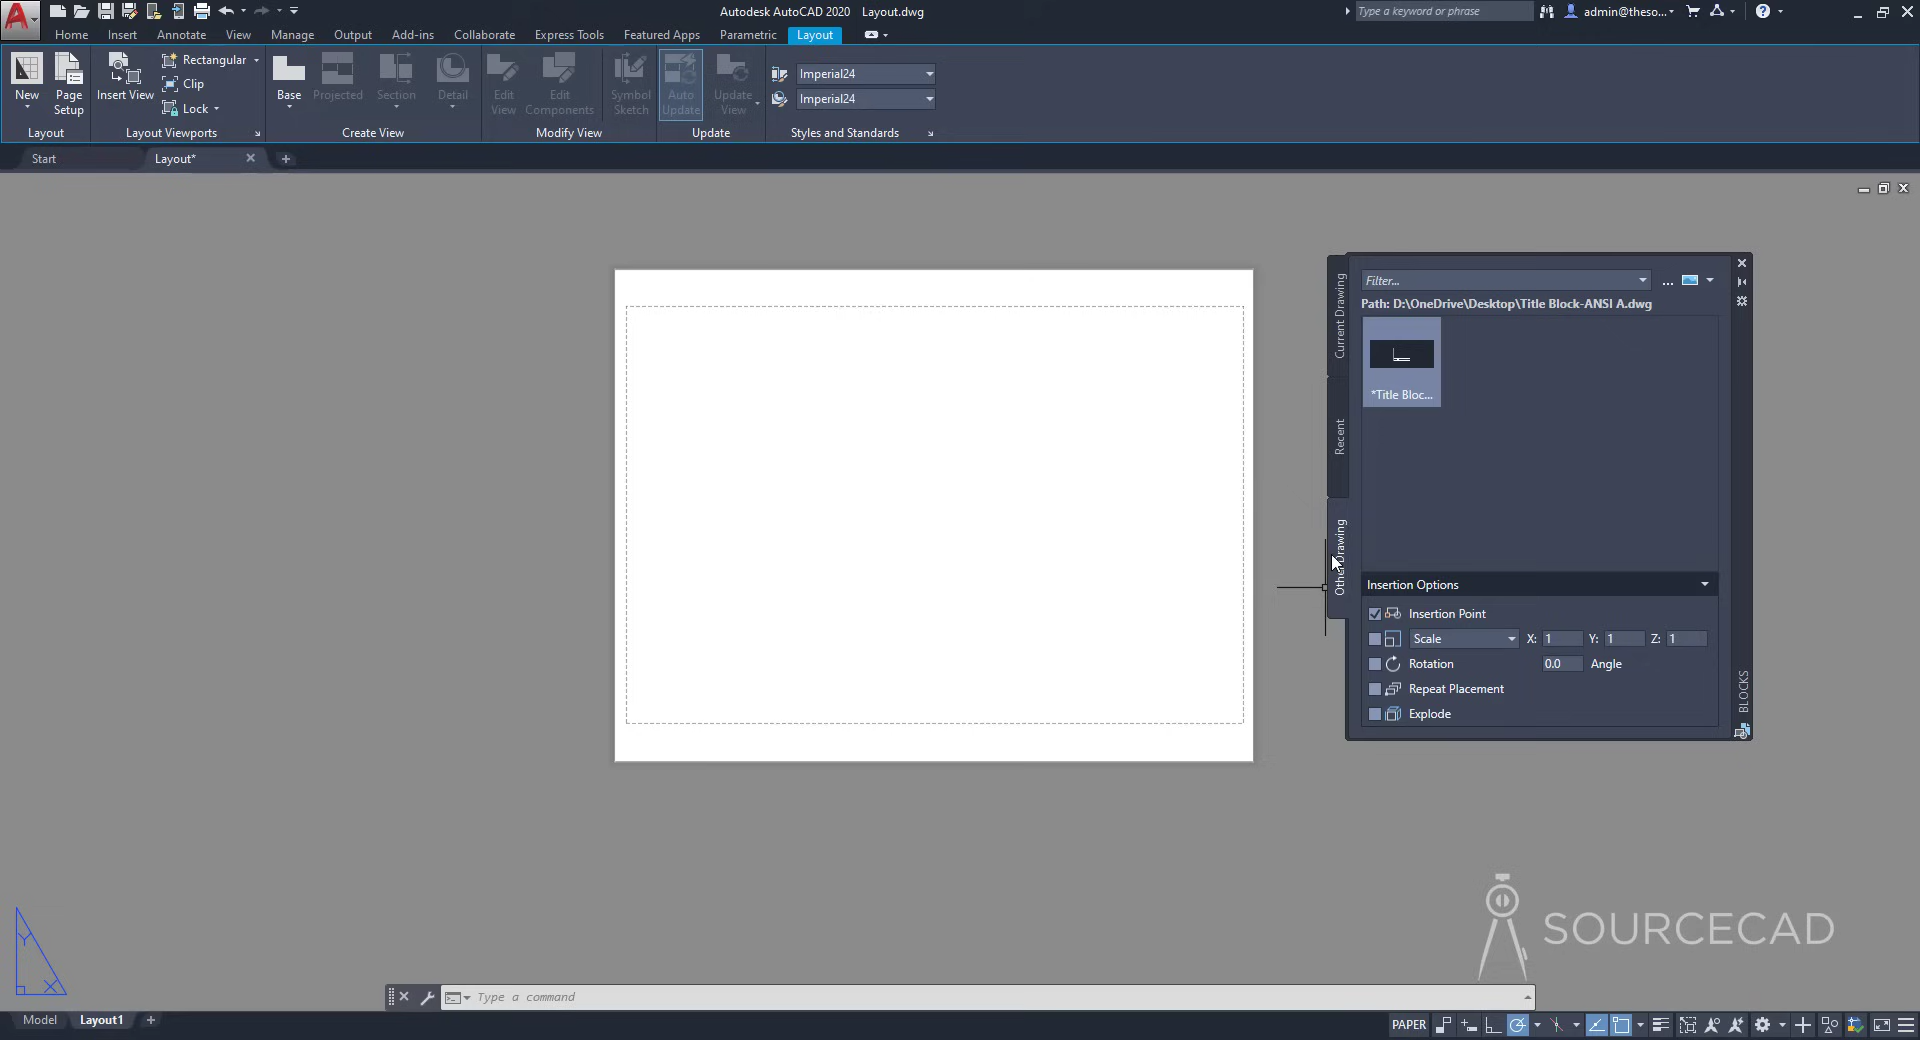 Autodesk AutoCAD 2020 Layout.dwg
Type a keyword or phrase
admin@theso...
Home Insert Annotate View Manage Output Add-ins Collaborate Express Tools Featured Apps Parametric Layout
New
Page Setup
Insert View
Rectangular
Clip
Lock
Base
Projected
Section
Detail
Edit View
Edit Components
Symbol Sketch
Auto Update
Update View
Imperial24
Imperial24
Layout Layout Viewports Create View Modify View Update Styles and Standards
Start Layout*
Current Drawing
Recent
Other Drawing
Filter...
...
Path: D:\OneDrive\Desktop\Title Block-ANSI A.dwg
*Title Bloc...
Insertion Options
Insertion Point
Scale X: 1 Y: 1 Z: 1
Rotation 0.0 Angle
Repeat Placement
Explode
BLOCKS
SOURCECAD
Y
X
Type a command
Model Layout1
PAPER